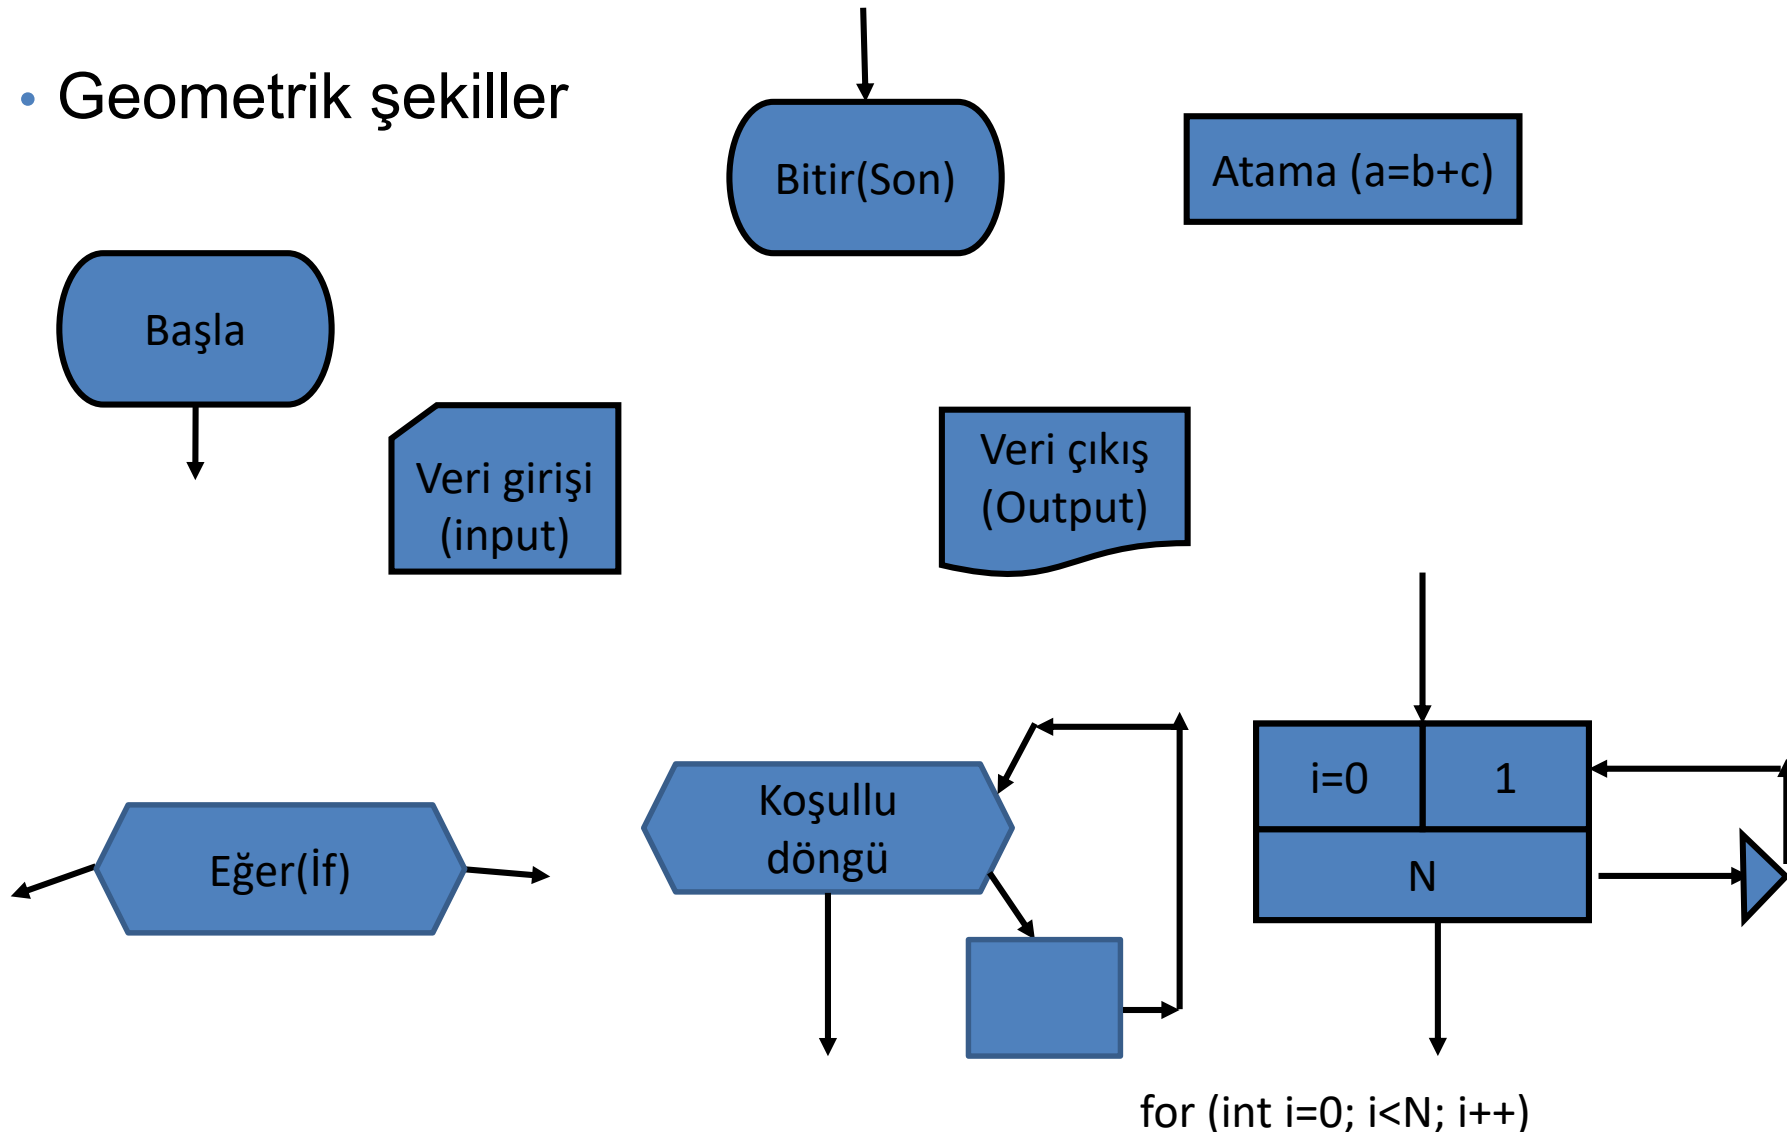 Geometrik şekiller
Bitir(Son)
Atama (a=b+c)
Başla
Veri girişi
(input)
Veri çıkış
(Output)
Eğer(İf)
Koşullu
döngü
i=0
1
N
for (int i=0; i<N; i++)